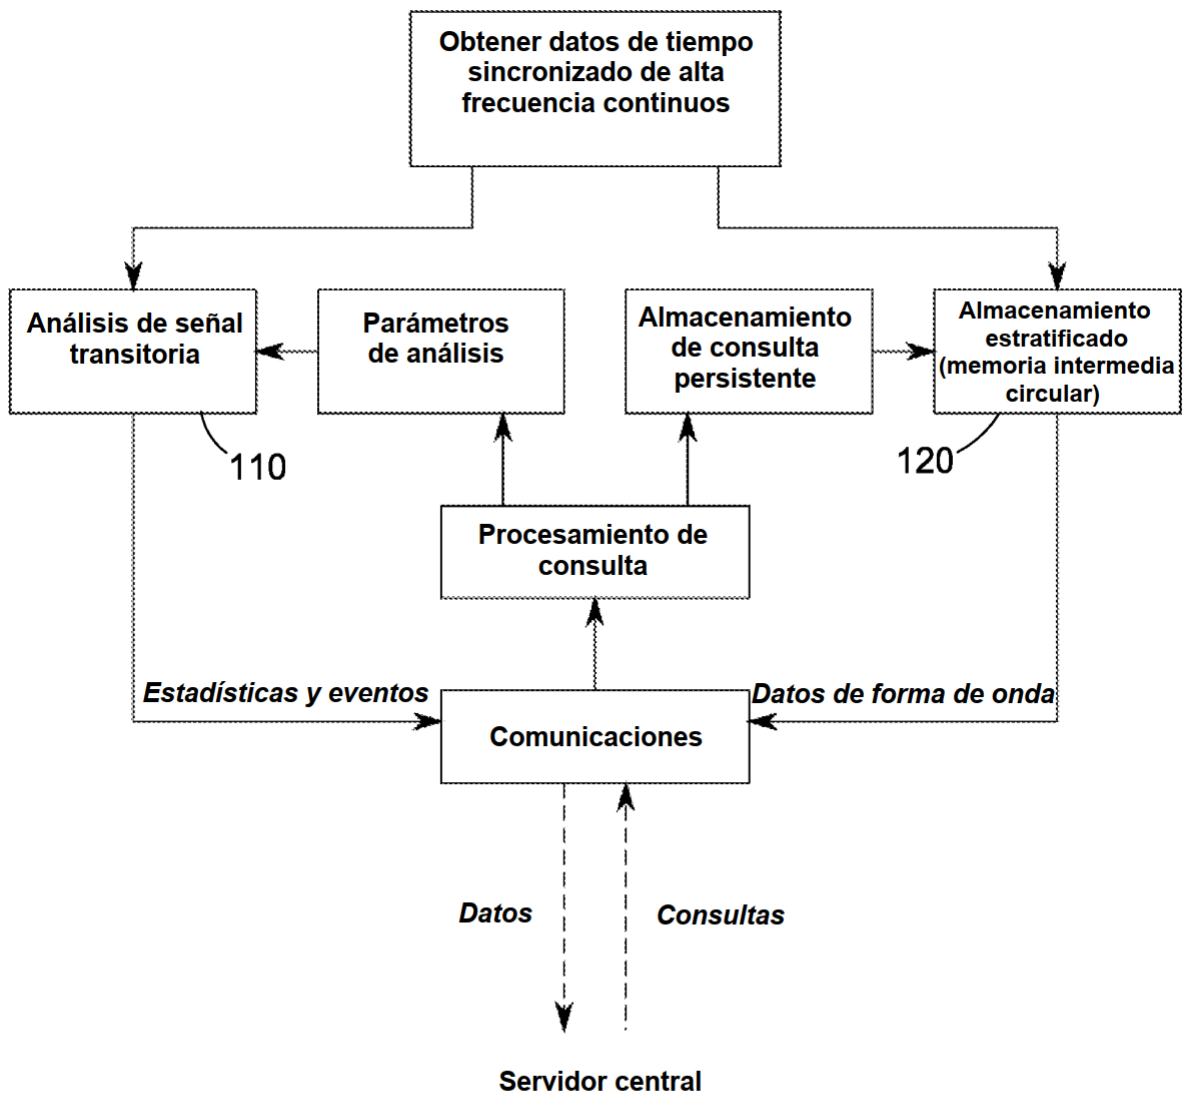 Obtener datos de tiempo
sincronizado de alta
frecuencia continuos
Análisis de señal
transitoria
Parámetros
de análisis
Almacenamiento
de consulta
persistente
Almacenamiento
estratificado
(memoria intermedia
circular)
110
120
Procesamiento de
consulta
Estadísticas y eventos
Datos de forma de onda
Comunicaciones
Datos
Consultas
Servidor central